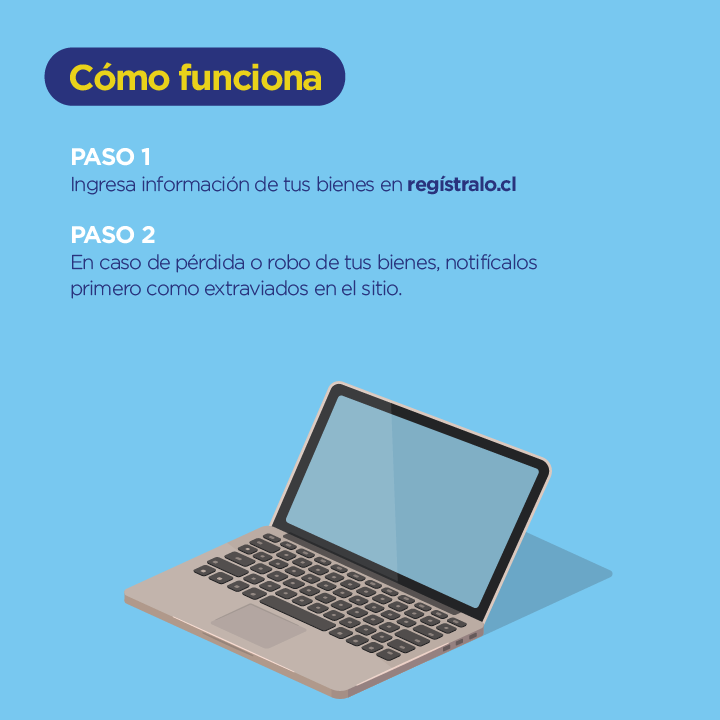 Cómo funciona
PASO 1
Ingresa información de tus bienes en regístralo.cl
PASO 2
En caso de pérdida o robo de tus bienes, notifícalos
primero como extraviados en el sitio.